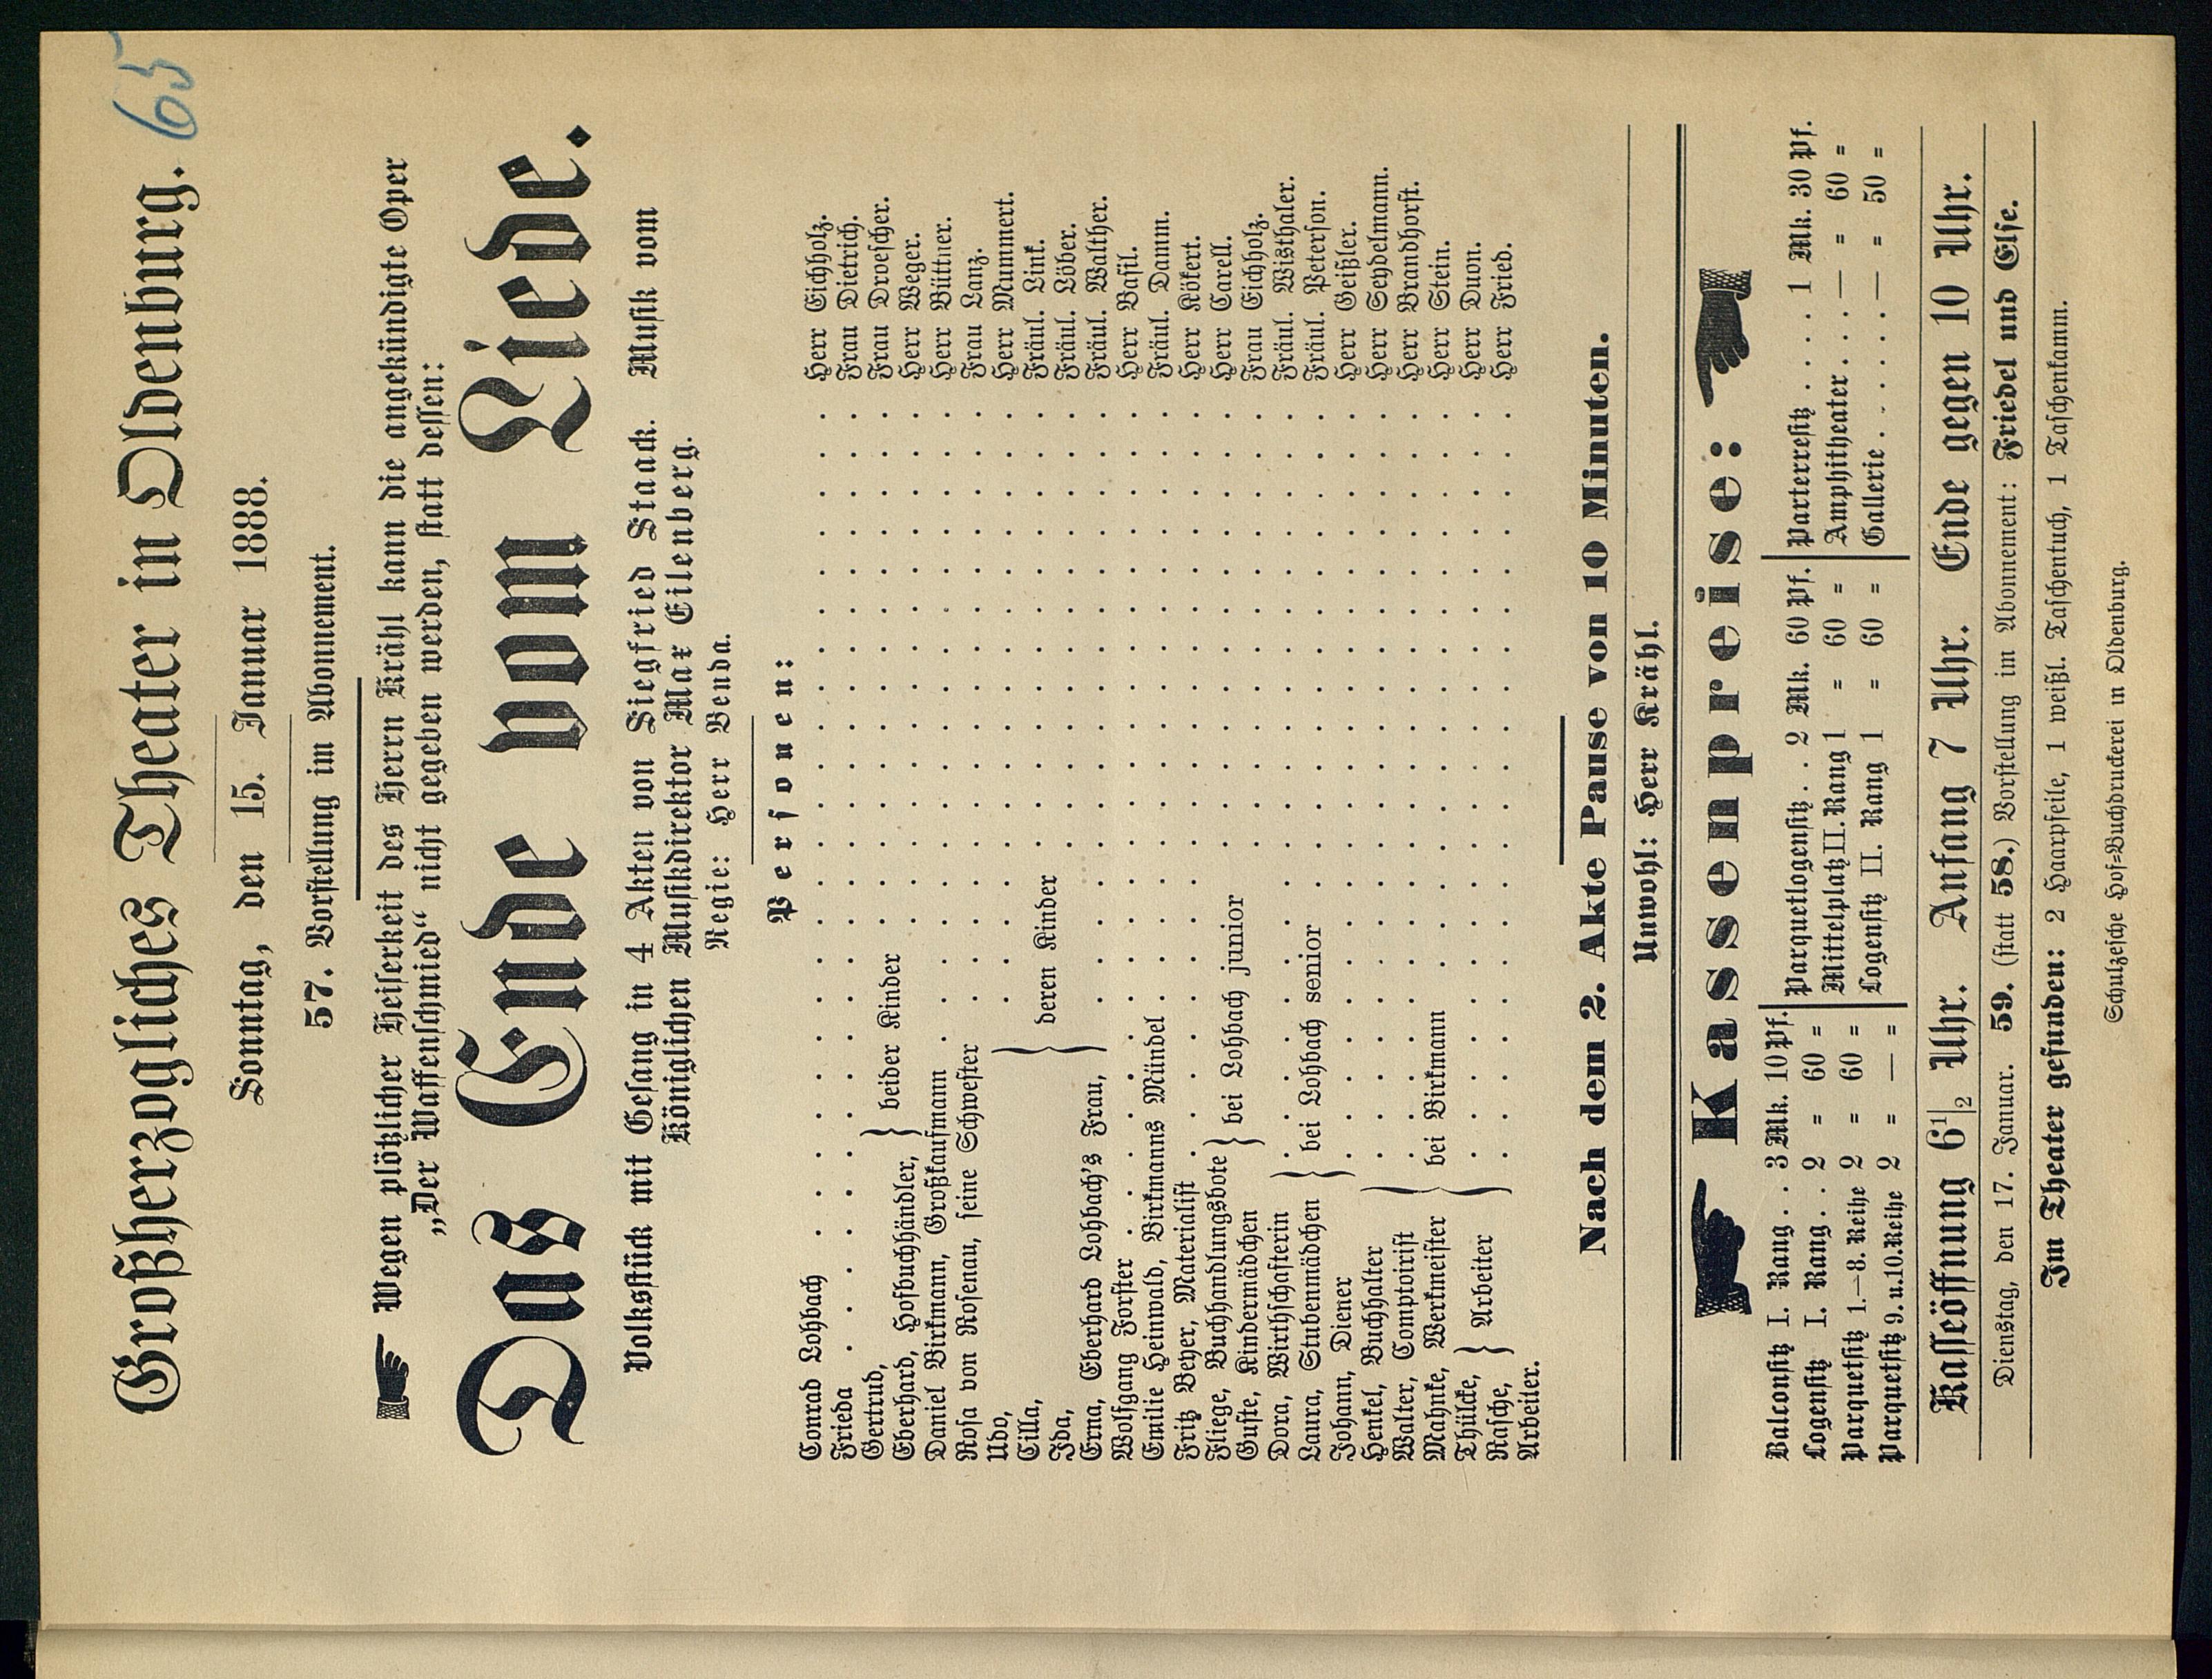 65
Großherzogliches Theater in Oldenburg.
Sonntag, den 15. Januar 1888.
57. Vorstellung im Abonnement.
Wegen plötzlicher Heiserkeit des Herrn Krähl kann die angekündigte Oper
„Der Waffenschmied“ nicht gegeben werden, statt dessen:
Das Ende vom Liede.
Volksstück mit Gesang in 4 Akten von Siegfried Staack. Musik vom
Königlichen Musikdirektor Max Eilenberg.
Regie: Herr Benda.
Personen:
Conrad Lohbach . . . . . Herr Eichholz.
Frieda . . . . . Frau Dietrich.
Gertrud, } beider Kinder . . . . . Frau Droescher.
Eberhard, Hofbuchhändler, } . . . . . Herr Weger.
Daniel Birkmann, Großkaufmann . . . . . Herr Büttner.
Rosa von Rosenau, seine Schwester . . . . . Frau Lanz.
Udo, } deren Kinder . . . . . Herr Mummert.
Cilla, . . . . . Fräul. Link.
Ida, . . . . . Fräul. Löber.
Erna, Eberhard Lohbach's Frau, . . . . . Fräul. Walther.
Wolfgang Forster . . . . . Herr Basil.
Emilie Heinwald, Birkmanns Mündel . . . . . Fräul. Damm.
Fritz Beyer, Materialist . . . . . Herr Kökert.
Fliege, Buchhandlungsbote } bei Lohbach junior . . . . . Herr Carell.
Guste, Kindermädchen . . . . . Frau Eichholz.
Dora, Wirthschafterin . . . . . Fräul. Wisthaler.
Laura, Stubenmädchen } bei Lohbach senior . . . . . Fräul. Peterson.
Johann, Diener . . . . . Herr Geißler.
Henkel, Buchhalter . . . . . Herr Seydelmann.
Walter, Comptoirist . . . . . Herr Brandhorst.
Mahnke, Werkmeister } bei Birkmann . . . . . Herr Stein.
Thülcke, } Arbeiter . . . . . Herr Duon.
Rasche, . . . . . Herr Fried.
Arbeiter.
Nach dem 2. Akte Pause von 10 Minuten.
Unwohl: Herr Krähl.
Kassenpreise:
Balconsitz I. Rang . . 3 Mk. 10 Pf.
Logensitz I. Rang . . 2 = 60 =
Parquetsitz 1.—8. Reihe 2 = 60 =
Parquetsitz 9. u. 10. Reihe 2 = — =
Parquetlogensitz . . 2 Mk. 60 Pf.
Mittelplatz II. Rang 1 = 60 =
Logensitz II. Rang 1 = 60 =
Parterresitz . . . . 1 Mk. 30 Pf.
Amphitheater . . . — = 60 =
Gallerie . . . . . — = 50 =
Kasseöffnung 6 1/2 Uhr. Anfang 7 Uhr. Ende gegen 10 Uhr.
Dienstag, den 17. Januar. 59. (statt 58.) Vorstellung im Abonnement: Friedel und Else.
Im Theater gefunden: 2 Haarpfeile, 1 weißl. Taschentuch, 1 Taschenkamm.
Schulzesche Hof=Buchdruckerei in Oldenburg.